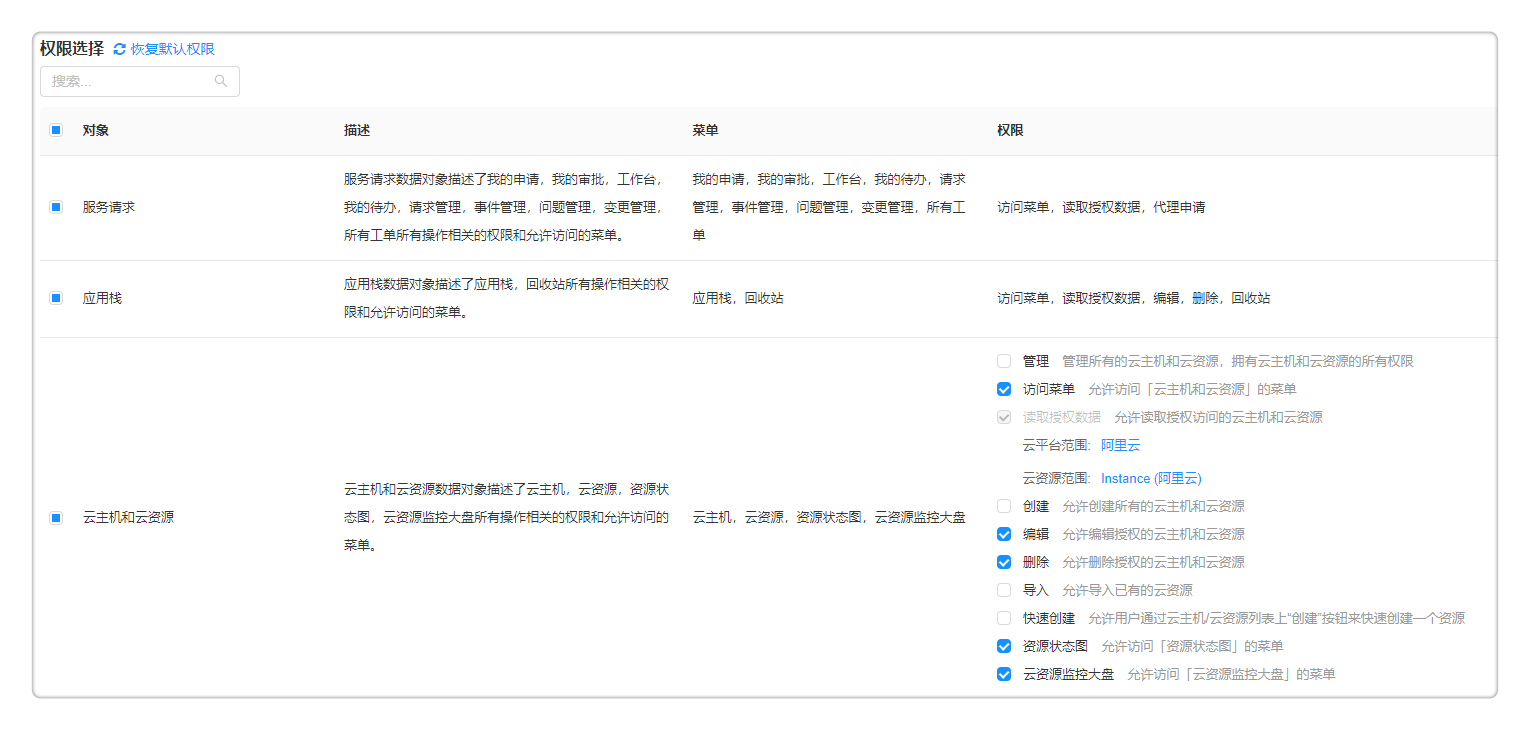 权限选择 恢复默认权限
搜索...
对象 描述 菜单 权限
服务请求
服务请求数据对象描述了我的申请，我的审批，工作台，
我的待办，请求管理，事件管理，问题管理，变更管理，
所有工单所有操作相关的权限和允许访问的菜单。
我的申请，我的审批，工作台，我的待办，请求
管理，事件管理，问题管理，变更管理，所有工
单
访问菜单，读取授权数据，代理申请
应用栈
应用栈数据对象描述了应用栈，回收站所有操作相关的权
限和允许访问的菜单。
应用栈，回收站
访问菜单，读取授权数据，编辑，删除，回收站
云主机和云资源
云主机和云资源数据对象描述了云主机，云资源，资源状
态图，云资源监控大盘所有操作相关的权限和允许访问的
菜单。
云主机，云资源，资源状态图，云资源监控大盘
管理 管理所有的云主机和云资源，拥有云主机和云资源的所有权限
访问菜单 允许访问「云主机和云资源」的菜单
读取授权数据 允许读取授权访问的云主机和云资源
云平台范围: 阿里云
云资源范围: Instance (阿里云)
创建 允许创建所有的云主机和云资源
编辑 允许编辑授权的云主机和云资源
删除 允许删除授权的云主机和云资源
导入 允许导入已有的云资源
快速创建 允许用户通过云主机/云资源列表上“创建”按钮来快速创建一个资源
资源状态图 允许访问「资源状态图」的菜单
云资源监控大盘 允许访问「云资源监控大盘」的菜单